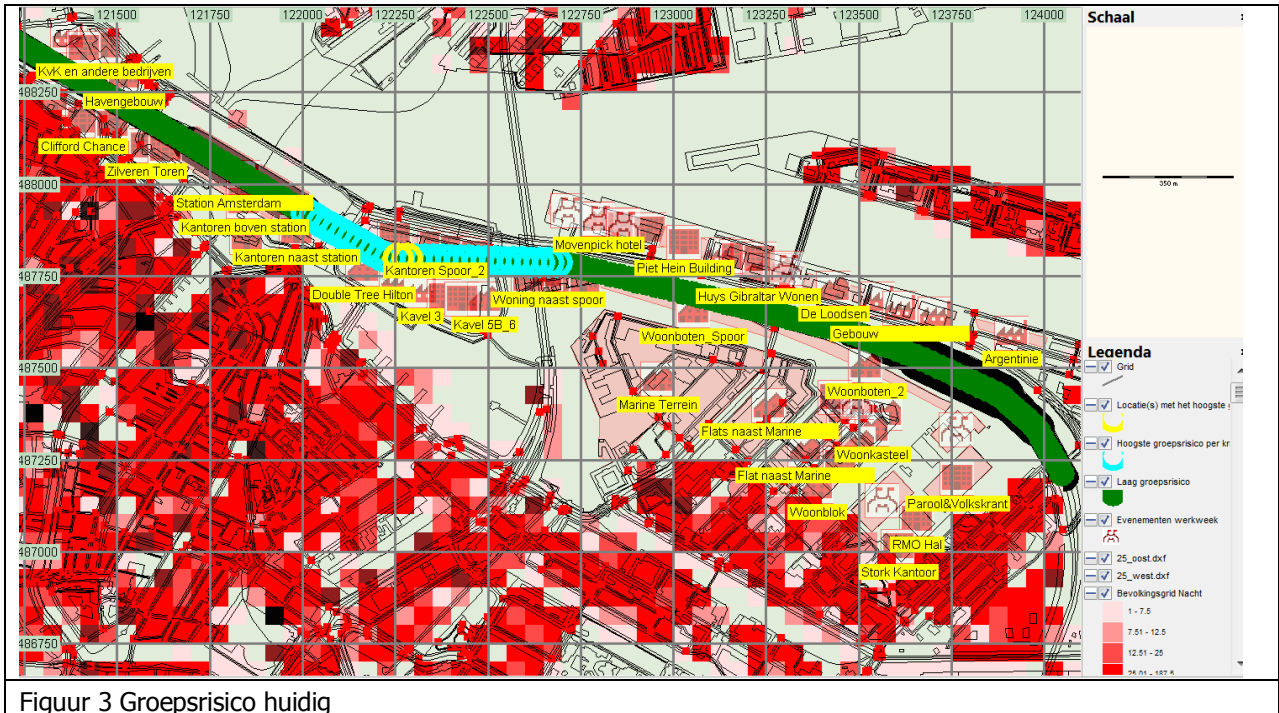 121500
121750
122000
122250
122500
122750
123000
123250
123500
123750
124000
Schaal
KvK en andere bedrijven
488250
Havengebouw
Clifford Chance
Zilveren Toren
488000
350 m
Station Amsterdam
Kantoren boven station
Kantoren naast station
Movenpick hotel
Kantoren Spoor_2
Piet Hein Building
487750
Double Tree Hilton
Woning naast spoor
Huys Gibraltar Wonen
Kavel 3
De Loodsen
Kavel 5B_6
Woonboten_Spoor
Gebouw
Argentinie
Legenda
Grid
487500
Marine Terrein
Woonboten_2
Locatie(s) met het hoogste
Flats naast Marine
Hoogste groepsrisico per
Woonkasteel
487250
Flat naast Marine
Laag groepsrisico
Woonblok
Parool&Volkskrant
Evenementen werkweek
RMO Hal
487000
25_oost.dxf
Stork Kantoor
25_west.dxf
Bevolkingsgrid Nacht
1 - 7.5
7.51 - 12.5
486750
12.51 - 25
25.01 - 187.5
Figuur 3 Groepsrisico huidig